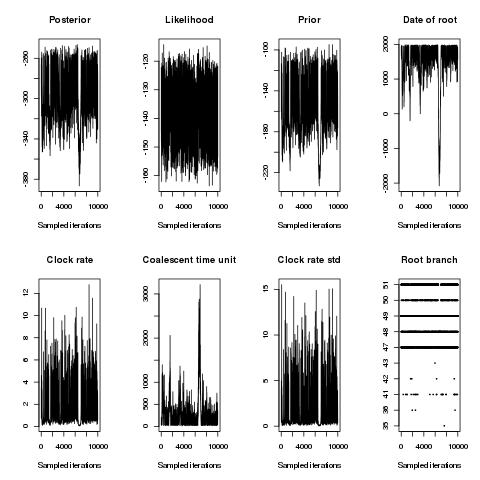 Posterior
-260
-300
-340
-380
0 4000 10000
Sampled iterations
Likelihood
-120
-130
-140
-150
-160
0 4000 10000
Sampled iterations
Prior
-100
-140
-180
-220
0 4000 10000
Sampled iterations
Date of root
2000
1000
0
-1000
-2000
0 4000 10000
Sampled iterations
Clock rate
12
10
8
6
4
2
0
0 4000 10000
Sampled iterations
Coalescent time unit
3000
1500
500
0
0 4000 10000
Sampled iterations
Clock rate std
15
10
5
0
0 4000 10000
Sampled iterations
Root branch
51
50
49
48
47
43
42
41
36
35
0 4000 10000
Sampled iterations